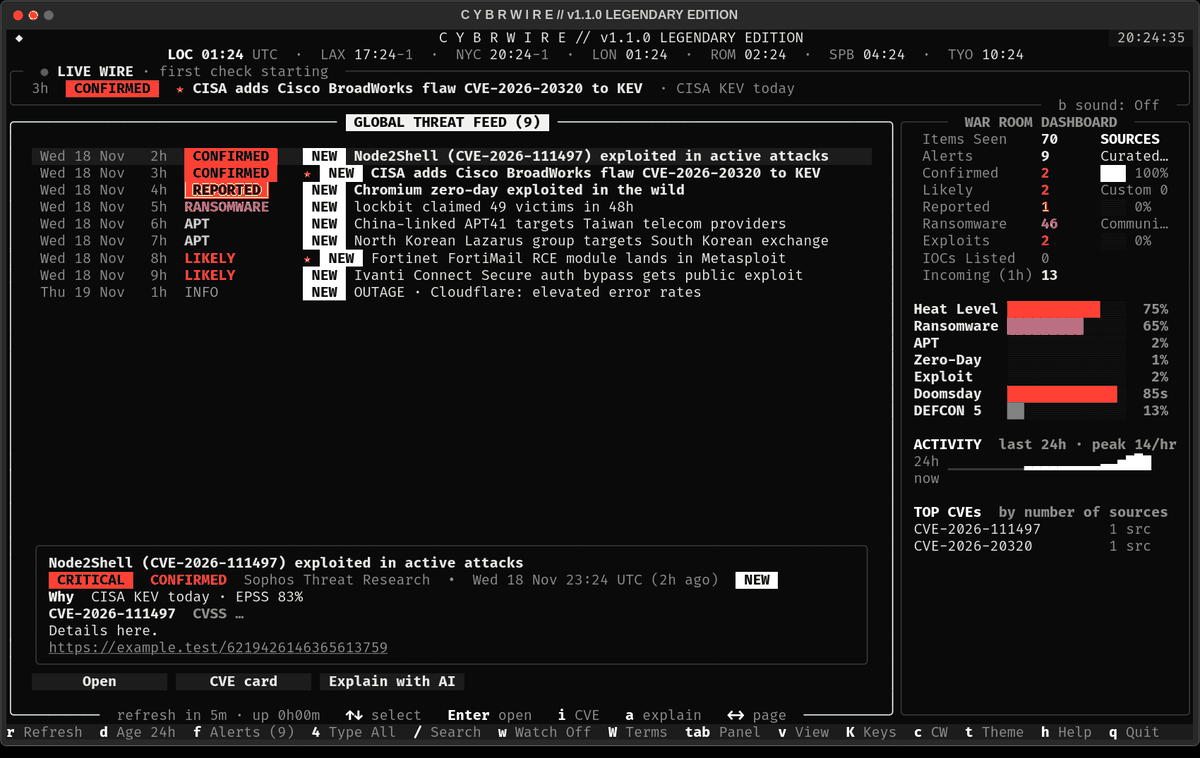 C Y B R W I R E // v1.1.0 LEGENDARY EDITION
◆ C Y B R W I R E // v1.1.0 LEGENDARY EDITION 20:24:35
LOC 01:24 UTC · LAX 17:24-1 · NYC 20:24-1 · LON 01:24 · ROM 02:24 · SPB 04:24 · TYO 10:24
● LIVE WIRE · first check starting
3h CONFIRMED ★ CISA adds Cisco BroadWorks flaw CVE-2026-20320 to KEV · CISA KEV today
b sound: Off
GLOBAL THREAT FEED (9)
Wed 18 Nov 2h CONFIRMED NEW Node2Shell (CVE-2026-111497) exploited in active attacks
Wed 18 Nov 3h CONFIRMED ★ NEW CISA adds Cisco BroadWorks flaw CVE-2026-20320 to KEV
Wed 18 Nov 4h REPORTED NEW Chromium zero-day exploited in the wild
Wed 18 Nov 5h RANSOMWARE NEW lockbit claimed 49 victims in 48h
Wed 18 Nov 6h APT NEW China-linked APT41 targets Taiwan telecom providers
Wed 18 Nov 7h APT NEW North Korean Lazarus group targets South Korean exchange
Wed 18 Nov 8h LIKELY ★ NEW Fortinet FortiMail RCE module lands in Metasploit
Wed 18 Nov 9h LIKELY NEW Ivanti Connect Secure auth bypass gets public exploit
Thu 19 Nov 1h INFO NEW OUTAGE · Cloudflare: elevated error rates
Node2Shell (CVE-2026-111497) exploited in active attacks
CRITICAL CONFIRMED Sophos Threat Research • Wed 18 Nov 23:24 UTC (2h ago) NEW
Why CISA KEV today · EPSS 83%
CVE-2026-111497 CVSS …
Details here.
https://example.test/6219426146365613759
Open CVE card Explain with AI
refresh in 5m · up 0h00m ↑↓ select Enter open i CVE a explain ↔ page
WAR ROOM DASHBOARD
Items Seen 70 SOURCES
Alerts 9 Curated…
Confirmed 2 100%
Likely 2 Custom 0
Reported 1 0%
Ransomware 46 Communi…
Exploits 2 0%
IOCs Listed 0
Incoming (1h) 13
Heat Level 75%
Ransomware 65%
APT 2%
Zero-Day 1%
Exploit 2%
Doomsday 85s
DEFCON 5 13%
ACTIVITY last 24h · peak 14/hr
24h
now
TOP CVEs by number of sources
CVE-2026-111497 1 src
CVE-2026-20320 1 src
r Refresh d Age 24h f Alerts (9) 4 Type All / Search w Watch Off W Terms tab Panel v View K Keys c CW t Theme h Help q Quit